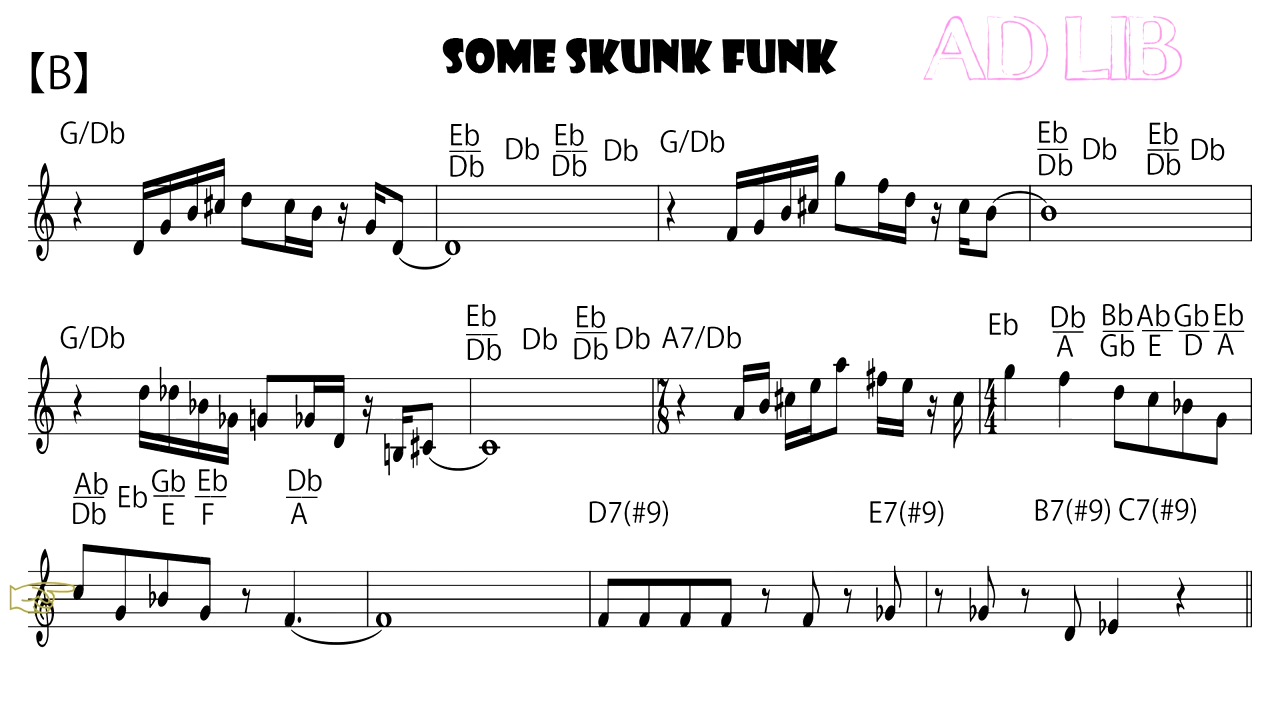 SOME SKUNK FUNK
AD LIB
【B】
G/Db Eb/Db Db Eb/Db Db G/Db Eb/Db Db Eb/Db Db
G/Db Eb/Db Db Eb/Db Db A7/Db Eb Db/A Bb/Gb Ab/E Gb/D Eb/A
7/8 4/4
Ab/Db Eb Gb/E Eb/F Db/A D7(#9) E7(#9) B7(#9) C7(#9)